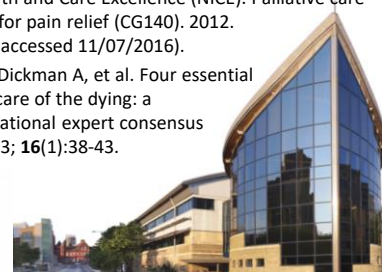 th and Care Excellence (NICE). Palliative care
for pain relief (CG140). 2012.
accessed 11/07/2016).
Dickman A, et al. Four essential
care of the dying: a
ational expert consensus
3; 16(1):38-43.